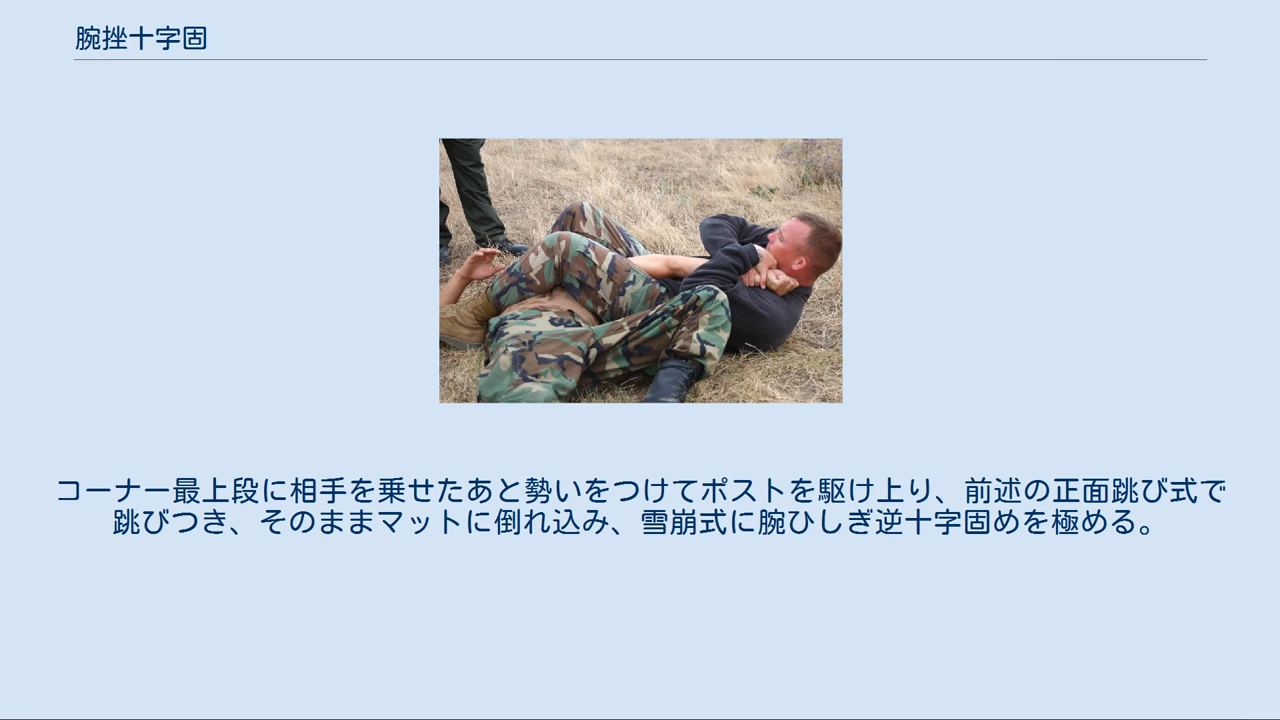 腕挫十字固
コーナー最上段に相手を乗せたあと勢いをつけてポストを駆け上り、前述の正面跳び式で
跳びつき、そのままマットに倒れ込み、雪崩式に腕ひしぎ逆十字固めを極める。